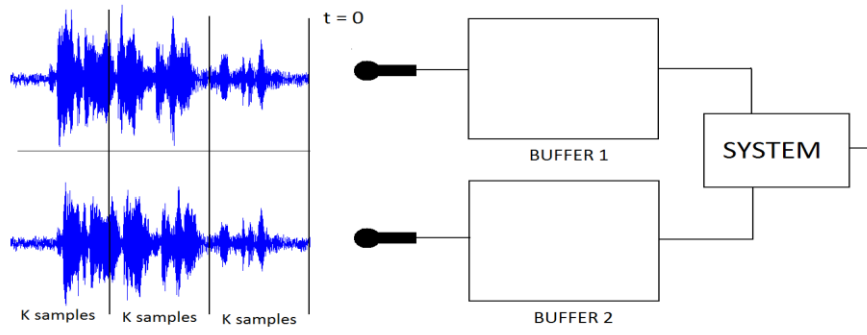 t = 0
BUFFER 1
SYSTEM
BUFFER 2
K samples
K samples
K samples